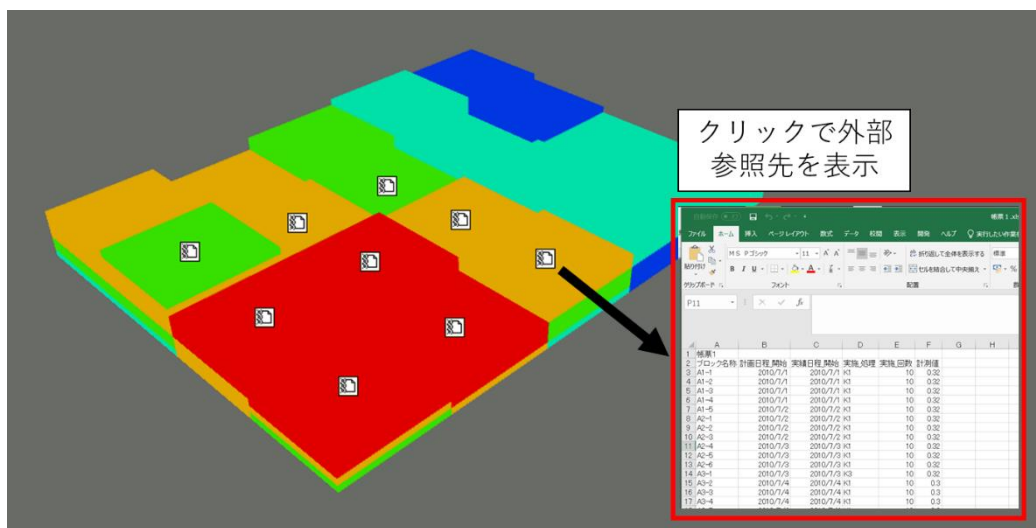 クリックで外部
参照先を表示
帳票1.xls
ファイル ホーム 挿入 ページレイアウト 数式 データ 校閲 表示 開発 ヘルプ 実行したい作業
MS Pゴシック 11 A A 折り返して全体を表示する 標準
貼り付け B I U A セルを結合して中央揃え %
クリップボード フォント 配置
P11 fx
A B C D E F G H
1 帳票1
2 ブロック名称 計画日程_開始 実績日程_開始 実施_処理 実施_回数 計測値
3 A1-1 2010/7/1 2010/7/1 K1 10 0.32
4 A1-2 2010/7/1 2010/7/1 K1 10 0.32
5 A1-3 2010/7/1 2010/7/1 K1 10 0.32
6 A1-4 2010/7/1 2010/7/1 K1 10 0.32
7 A1-5 2010/7/2 2010/7/2 K1 10 0.32
8 A2-1 2010/7/2 2010/7/2 K1 10 0.32
9 A2-2 2010/7/2 2010/7/2 K1 10 0.32
10 A2-3 2010/7/2 2010/7/2 K1 10 0.32
11 A2-4 2010/7/3 2010/7/3 K1 10 0.32
12 A2-5 2010/7/3 2010/7/3 K1 10 0.32
13 A2-6 2010/7/3 2010/7/3 K1 10 0.32
14 A3-1 2010/7/3 2010/7/3 K3 10 0.32
15 A3-2 2010/7/4 2010/7/4 K1 10 0.3
16 A3-3 2010/7/4 2010/7/4 K1 10 0.3
17 A3-4 2010/7/4 2010/7/4 K1 10 0.3